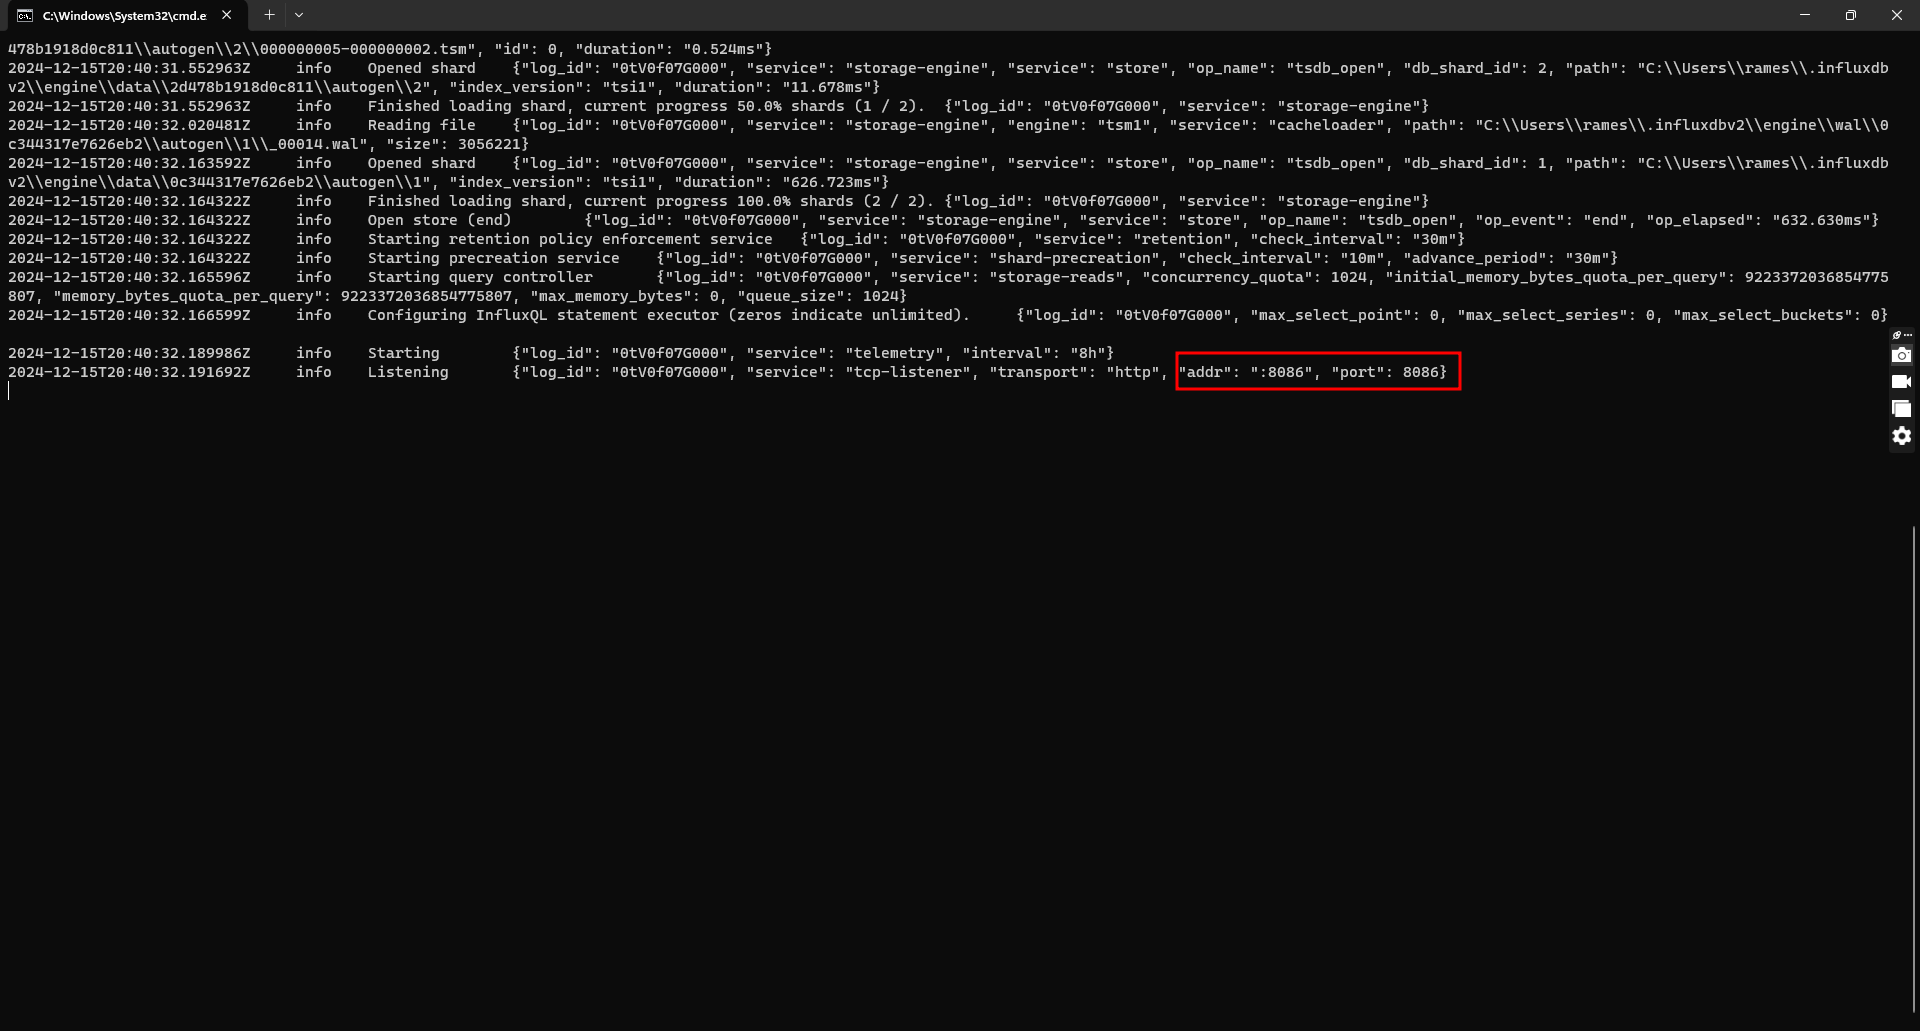 C:\Windows\System32\cmd.e
478b1918d0c811\\autogen\\2\\000000005-000000002.tsm", "id": 0, "duration": "0.524ms"}
2024-12-15T20:40:31.552963Z     info    Opened shard    {"log_id": "0tV0f07G000", "service": "storage-engine", "service": "store", "op_name": "tsdb_open", "db_shard_id": 2, "path": "C:\\Users\\rames\\.influxdb
v2\\engine\\data\\2d478b1918d0c811\\autogen\\2", "index_version": "tsi1", "duration": "11.678ms"}
2024-12-15T20:40:31.552963Z     info    Finished loading shard, current progress 50.0% shards (1 / 2).  {"log_id": "0tV0f07G000", "service": "storage-engine"}
2024-12-15T20:40:32.020481Z     info    Reading file    {"log_id": "0tV0f07G000", "service": "storage-engine", "engine": "tsm1", "service": "cacheloader", "path": "C:\\Users\\rames\\.influxdbv2\\engine\\wal\\0
c344317e7626eb2\\autogen\\1\\_00014.wal", "size": 3056221}
2024-12-15T20:40:32.163592Z     info    Opened shard    {"log_id": "0tV0f07G000", "service": "storage-engine", "service": "store", "op_name": "tsdb_open", "db_shard_id": 1, "path": "C:\\Users\\rames\\.influxdb
v2\\engine\\data\\0c344317e7626eb2\\autogen\\1", "index_version": "tsi1", "duration": "626.723ms"}
2024-12-15T20:40:32.164322Z     info    Finished loading shard, current progress 100.0% shards (2 / 2). {"log_id": "0tV0f07G000", "service": "storage-engine"}
2024-12-15T20:40:32.164322Z     info    Open store (end)        {"log_id": "0tV0f07G000", "service": "storage-engine", "service": "store", "op_name": "tsdb_open", "op_event": "end", "op_elapsed": "632.630ms"}
2024-12-15T20:40:32.164322Z     info    Starting retention policy enforcement service   {"log_id": "0tV0f07G000", "service": "retention", "check_interval": "30m"}
2024-12-15T20:40:32.164322Z     info    Starting precreation service    {"log_id": "0tV0f07G000", "service": "shard-precreation", "check_interval": "10m", "advance_period": "30m"}
2024-12-15T20:40:32.165596Z     info    Starting query controller       {"log_id": "0tV0f07G000", "service": "storage-reads", "concurrency_quota": 1024, "initial_memory_bytes_quota_per_query": 9223372036854775
807, "memory_bytes_quota_per_query": 9223372036854775807, "max_memory_bytes": 0, "queue_size": 1024}
2024-12-15T20:40:32.166599Z     info    Configuring InfluxQL statement executor (zeros indicate unlimited).     {"log_id": "0tV0f07G000", "max_select_point": 0, "max_select_series": 0, "max_select_buckets": 0}
2024-12-15T20:40:32.189986Z     info    Starting        {"log_id": "0tV0f07G000", "service": "telemetry", "interval": "8h"}
2024-12-15T20:40:32.191692Z     info    Listening       {"log_id": "0tV0f07G000", "service": "tcp-listener", "transport": "http", "addr": ":8086", "port": 8086}